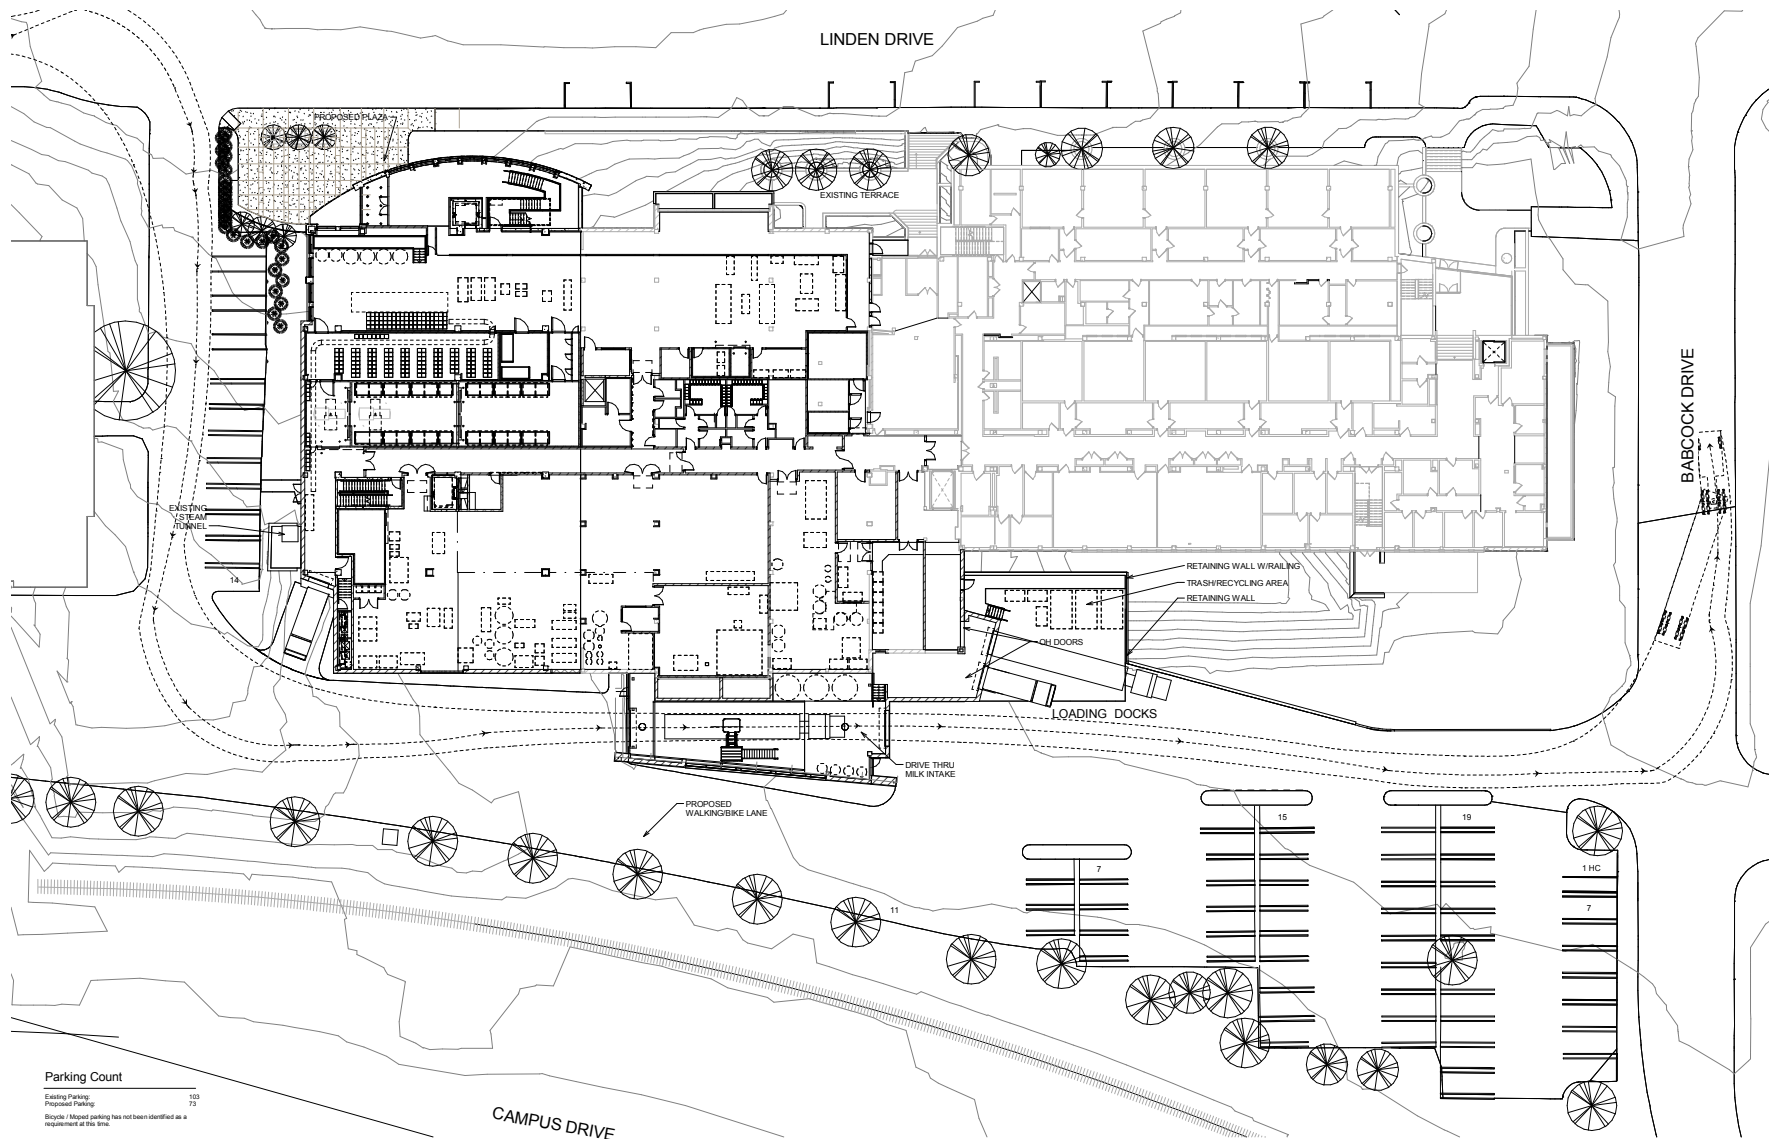 LINDEN DRIVE
PROPOSED PLAZA
EXISTING TERRACE
BABCOCK DRIVE
EXISTING
STEAM
TUNNEL
14
RETAINING WALL W/RAILING
TRASH/RECYCLING AREA
RETAINING WALL
OH DOORS
LOADING DOCKS
DRIVE THRU
MILK INTAKE
PROPOSED
WALKING/BIKE LANE
15
19
7
1 HC
7
11
Parking Count
Existing Parking: 103
Proposed Parking: 73
Bicycle / Moped parking has not been identified as a
requirement at this time.
CAMPUS DRIVE